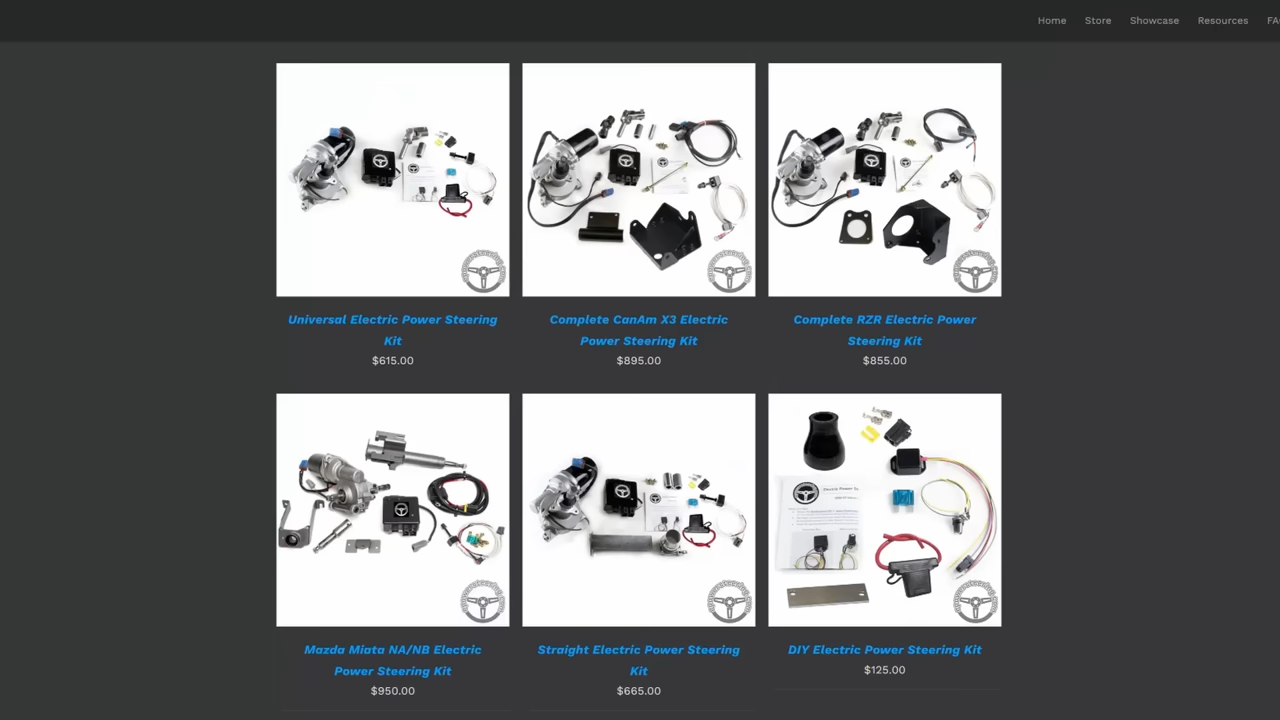 Home Store Showcase Resources FA
Universal Electric Power Steering
Kit
$615.00
Complete CanAm X3 Electric
Power Steering Kit
$895.00
Complete RZR Electric Power
Steering Kit
$855.00
Mazda Miata NA/NB Electric
Power Steering Kit
$950.00
Straight Electric Power Steering
Kit
$665.00
DIY Electric Power Steering Kit
$125.00